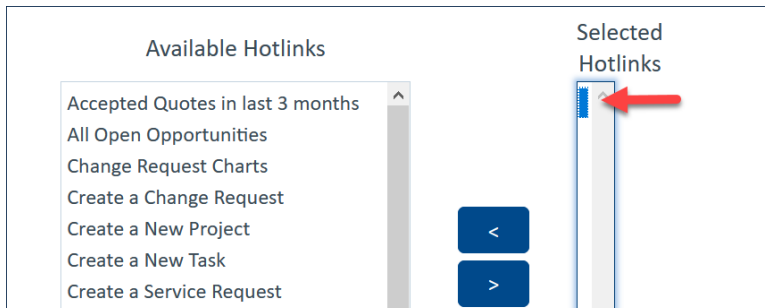 Available Hotlinks
Selected
Hotlinks
Accepted Quotes in last 3 months
All Open Opportunities
Change Request Charts
Create a Change Request
Create a New Project
Create a New Task
Create a Service Request
<
>